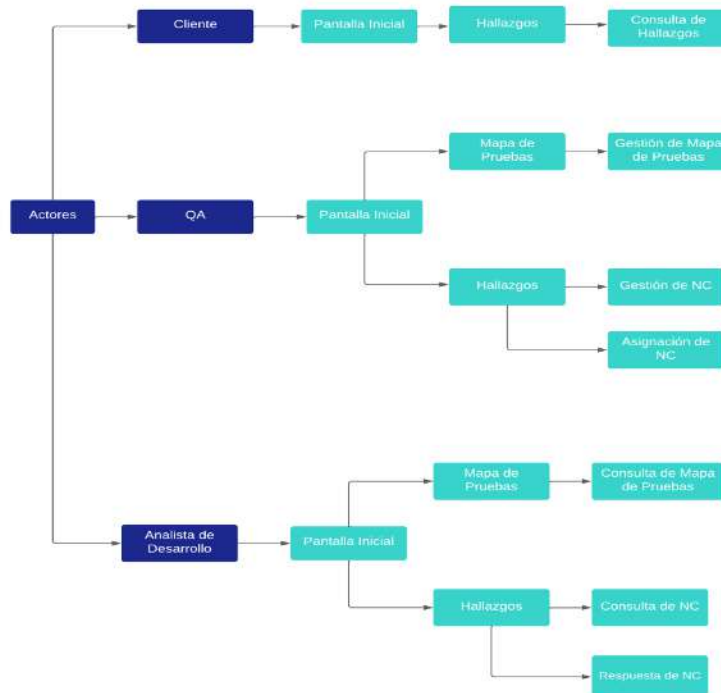 Cliente
Pantalla Inicial
Hallazgos
Consulta de
Hallazgos
Mapa de
Pruebas
Gestión de Mapa
de Pruebas
Actores
QA
Pantalla Inicial
Hallazgos
Gestión de NC
Asignación de
NC
Mapa de
Pruebas
Consulta de Mapa
de Pruebas
Analista de
Desarrollo
Pantalla Inicial
Hallazgos
Consulta de NC
Respuesta de NC